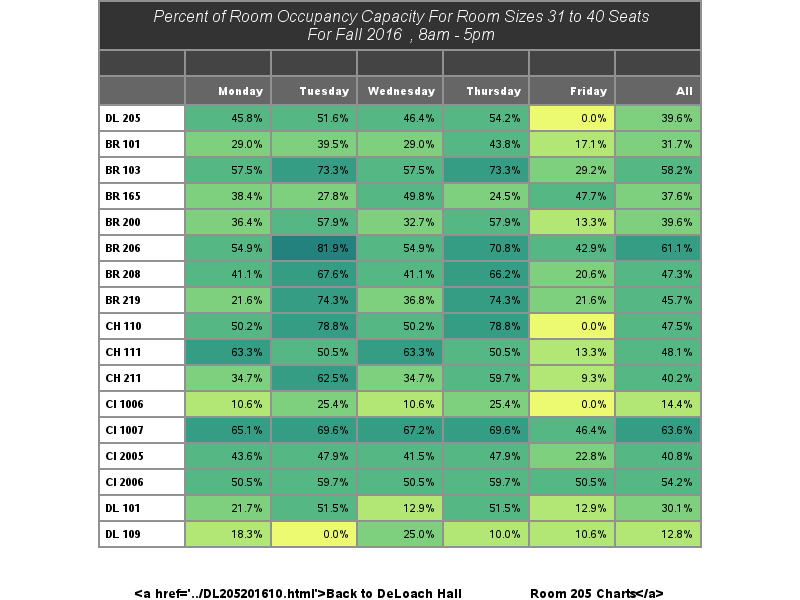 Percent of Room Occupancy Capacity For Room Sizes 31 to 40 Seats
For Fall 2016 , 8am - 5pm
Monday Tuesday Wednesday Thursday Friday All
DL 205 45.8% 51.6% 46.4% 54.2% 0.0% 39.6%
BR 101 29.0% 39.5% 29.0% 43.8% 17.1% 31.7%
BR 103 57.5% 73.3% 57.5% 73.3% 29.2% 58.2%
BR 165 38.4% 27.8% 49.8% 24.5% 47.7% 37.6%
BR 200 36.4% 57.9% 32.7% 57.9% 13.3% 39.6%
BR 206 54.9% 81.9% 54.9% 70.8% 42.9% 61.1%
BR 208 41.1% 67.6% 41.1% 66.2% 20.6% 47.3%
BR 219 21.6% 74.3% 36.8% 74.3% 21.6% 45.7%
CH 110 50.2% 78.8% 50.2% 78.8% 0.0% 47.5%
CH 111 63.3% 50.5% 63.3% 50.5% 13.3% 48.1%
CH 211 34.7% 62.5% 34.7% 59.7% 9.3% 40.2%
CI 1006 10.6% 25.4% 10.6% 25.4% 0.0% 14.4%
CI 1007 65.1% 69.6% 67.2% 69.6% 46.4% 63.6%
CI 2005 43.6% 47.9% 41.5% 47.9% 22.8% 40.8%
CI 2006 50.5% 59.7% 50.5% 59.7% 50.5% 54.2%
DL 101 21.7% 51.5% 12.9% 51.5% 12.9% 30.1%
DL 109 18.3% 0.0% 25.0% 10.0% 10.6% 12.8%
<a href='../DL205201610.html'>Back to DeLoach Hall Room 205 Charts</a>